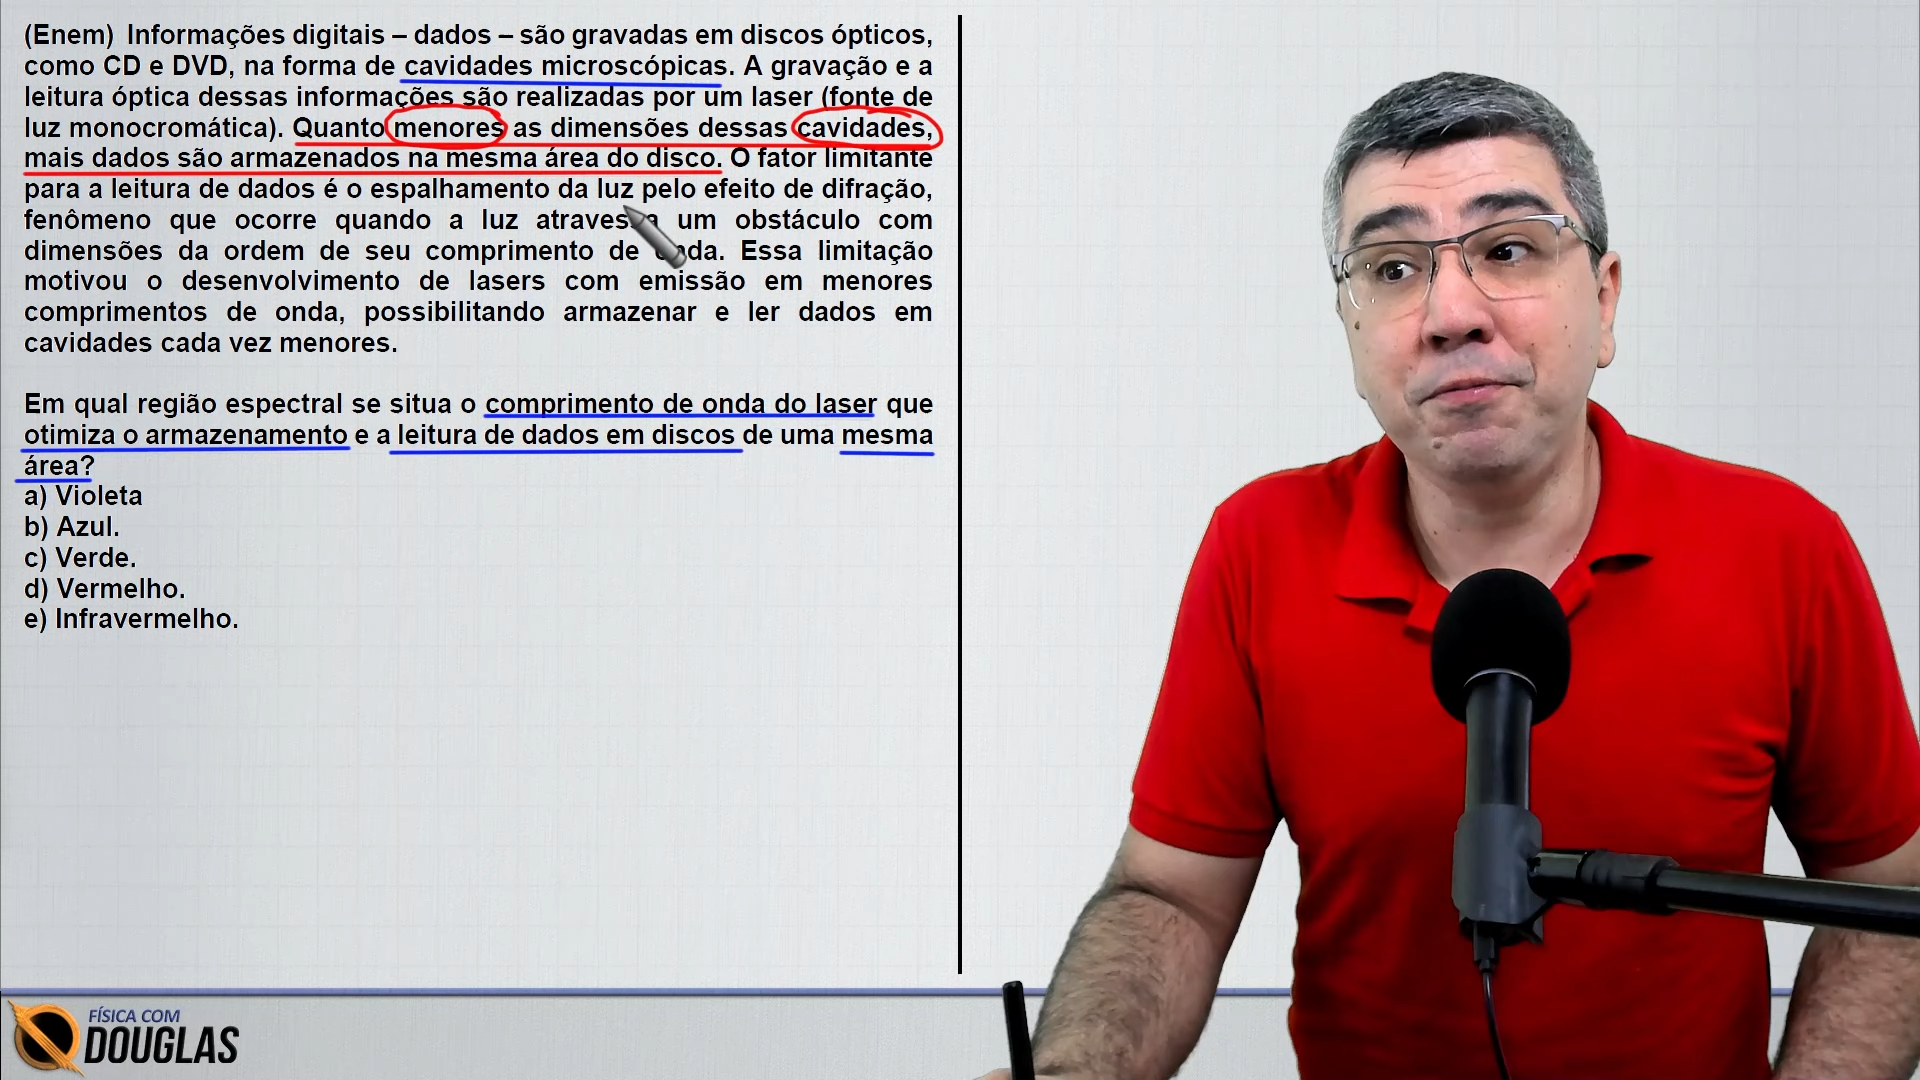 (Enem) Informações digitais – dados – são gravadas em discos ópticos,
como CD e DVD, na forma de cavidades microscópicas. A gravação e a
leitura óptica dessas informações são realizadas por um laser (fonte de
luz monocromática). Quanto menores as dimensões dessas cavidades,
mais dados são armazenados na mesma área do disco. O fator limitante
para a leitura de dados é o espalhamento da luz pelo efeito de difração,
fenômeno que ocorre quando a luz atravessa um obstáculo com
dimensões da ordem de seu comprimento de onda. Essa limitação
motivou o desenvolvimento de lasers com emissão em menores
comprimentos de onda, possibilitando armazenar e ler dados em
cavidades cada vez menores.
Em qual região espectral se situa o comprimento de onda do laser que
otimiza o armazenamento e a leitura de dados em discos de uma mesma
área?
a) Violeta
b) Azul.
c) Verde.
d) Vermelho.
e) Infravermelho.
FÍSICA COM
DOUGLAS